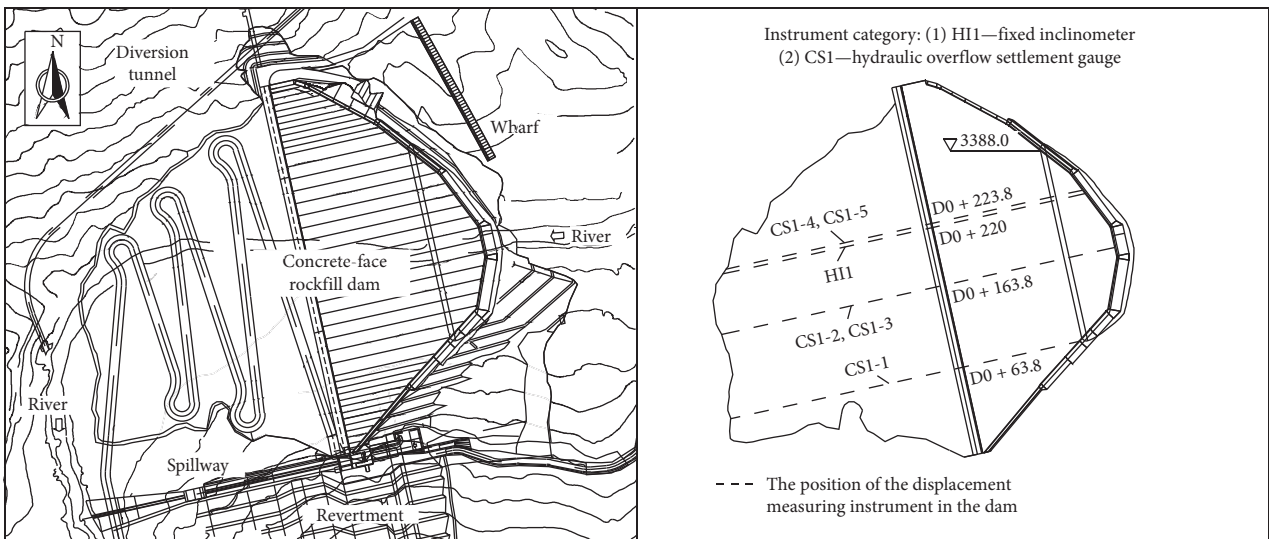 N
Diversion
tunnel
Wharf
River
Concrete-face
rockfill dam
River
Spillway
Revertment
Instrument category: (1) HI1—fixed inclinometer
(2) CS1—hydraulic overflow settlement gauge
3388.0
CS1-4, CS1-5
D0 + 223.8
D0 + 220
HI1
D0 + 163.8
CS1-2, CS1-3
CS1-1
D0 + 63.8
The position of the displacement
measuring instrument in the dam